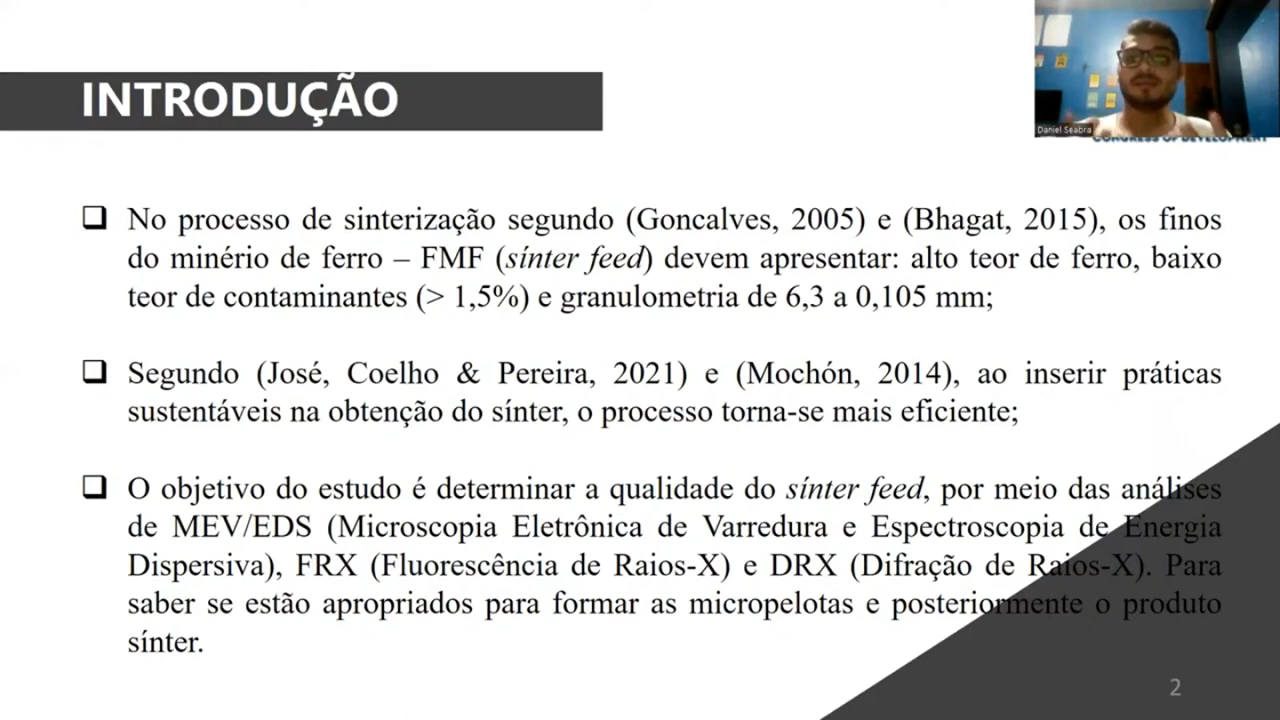 INTRODUÇÃO
Daniel Seabra
CONGRESS OF DEVELOPMENT
❑ No processo de sinterização segundo (Goncalves, 2005) e (Bhagat, 2015), os finos
do minério de ferro – FMF (sínter feed) devem apresentar: alto teor de ferro, baixo
teor de contaminantes (> 1,5%) e granulometria de 6,3 a 0,105 mm;
❑ Segundo (José, Coelho & Pereira, 2021) e (Mochón, 2014), ao inserir práticas
sustentáveis na obtenção do sínter, o processo torna-se mais eficiente;
❑ O objetivo do estudo é determinar a qualidade do sínter feed, por meio das análises
de MEV/EDS (Microscopia Eletrônica de Varredura e Espectroscopia de Energia
Dispersiva), FRX (Fluorescência de Raios-X) e DRX (Difração de Raios-X). Para
saber se estão apropriados para formar as micropelotas e posteriormente o produto
sínter.
2